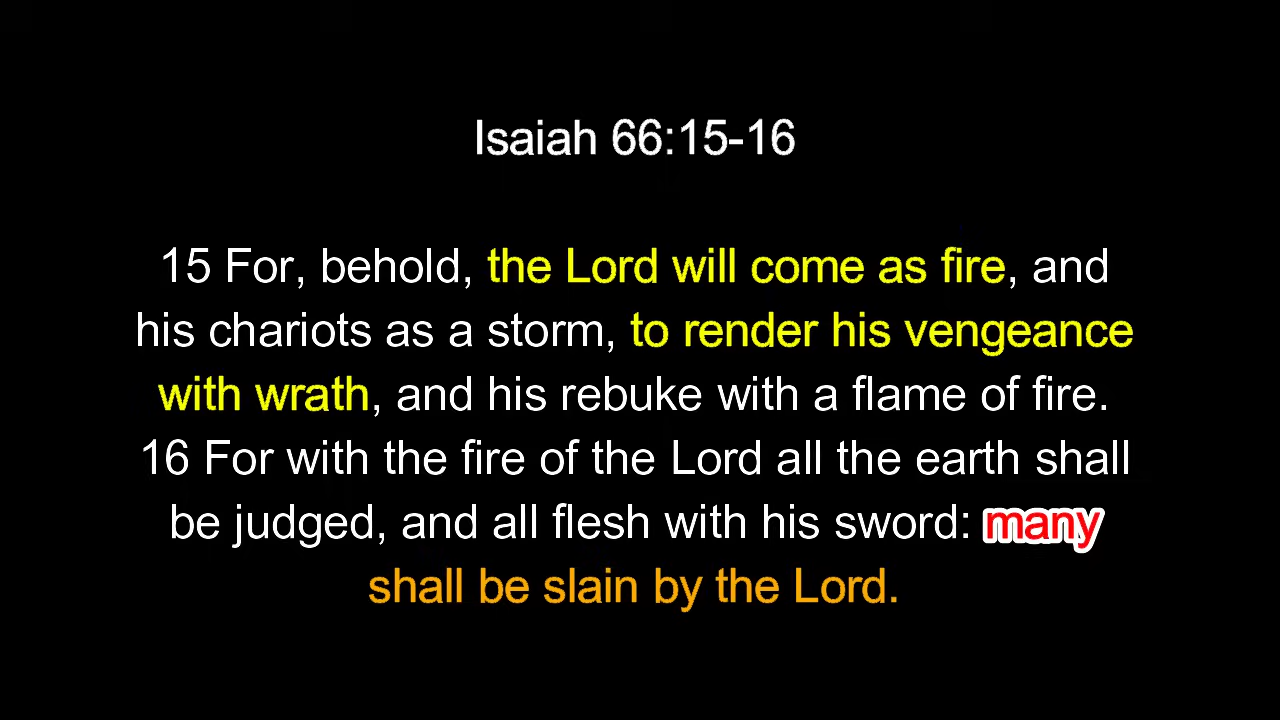 Isaiah 66:15-16
15 For, behold, the Lord will come as fire, and
his chariots as a storm, to render his vengeance
with wrath, and his rebuke with a flame of fire.
16 For with the fire of the Lord all the earth shall
be judged, and all flesh with his sword: many
shall be slain by the Lord.